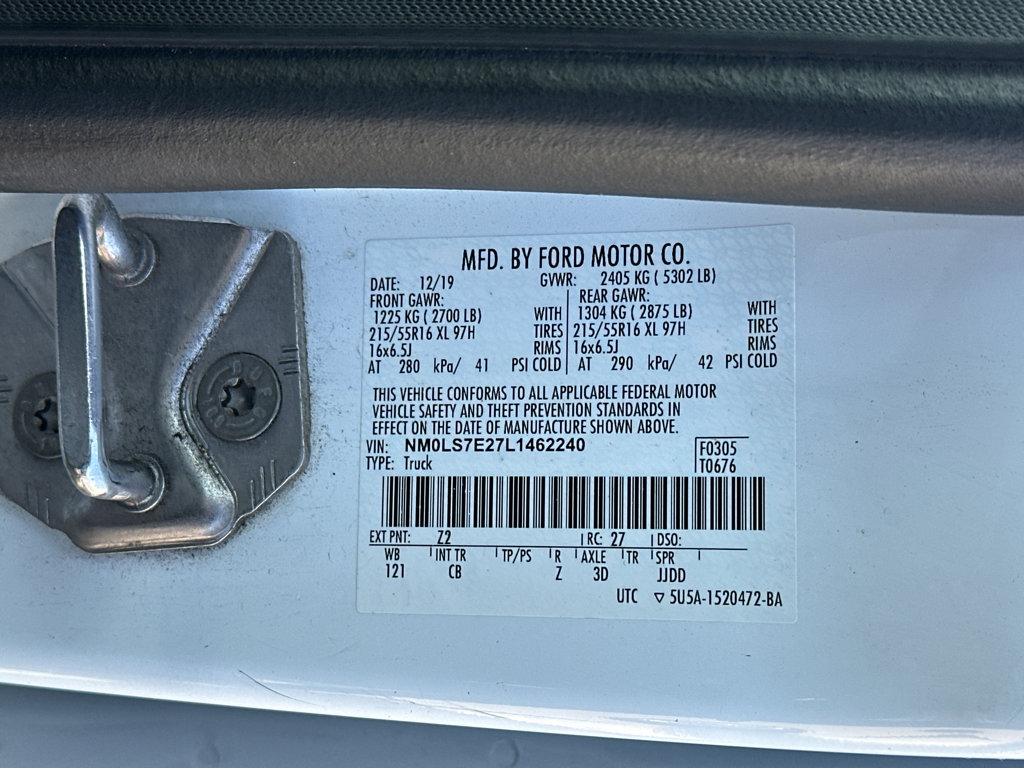 MFD. BY FORD MOTOR CO.
DATE: 12/19 GVWR: 2405 KG ( 5302 LB)
FRONT GAWR: REAR GAWR:
1225 KG ( 2700 LB) WITH 1304 KG ( 2875 LB) WITH
215/55R16 XL 97H TIRES 215/55R16 XL 97H TIRES
16x6.5J RIMS 16x6.5J RIMS
AT 280 kPa/ 41 PSI COLD AT 290 kPa/ 42 PSI COLD
THIS VEHICLE CONFORMS TO ALL APPLICABLE FEDERAL MOTOR
VEHICLE SAFETY AND THEFT PREVENTION STANDARDS IN
EFFECT ON THE DATE OF MANUFACTURE SHOWN ABOVE.
VIN: NM0LS7E27L1462240 F0305
TYPE: Truck T0676
EXT PNT: Z2 RC: 27 DSO:
WB INT TR TP/PS R AXLE TR SPR
121 CB Z 3D JJDD
UTC ▽ 5U5A-1520472-BA